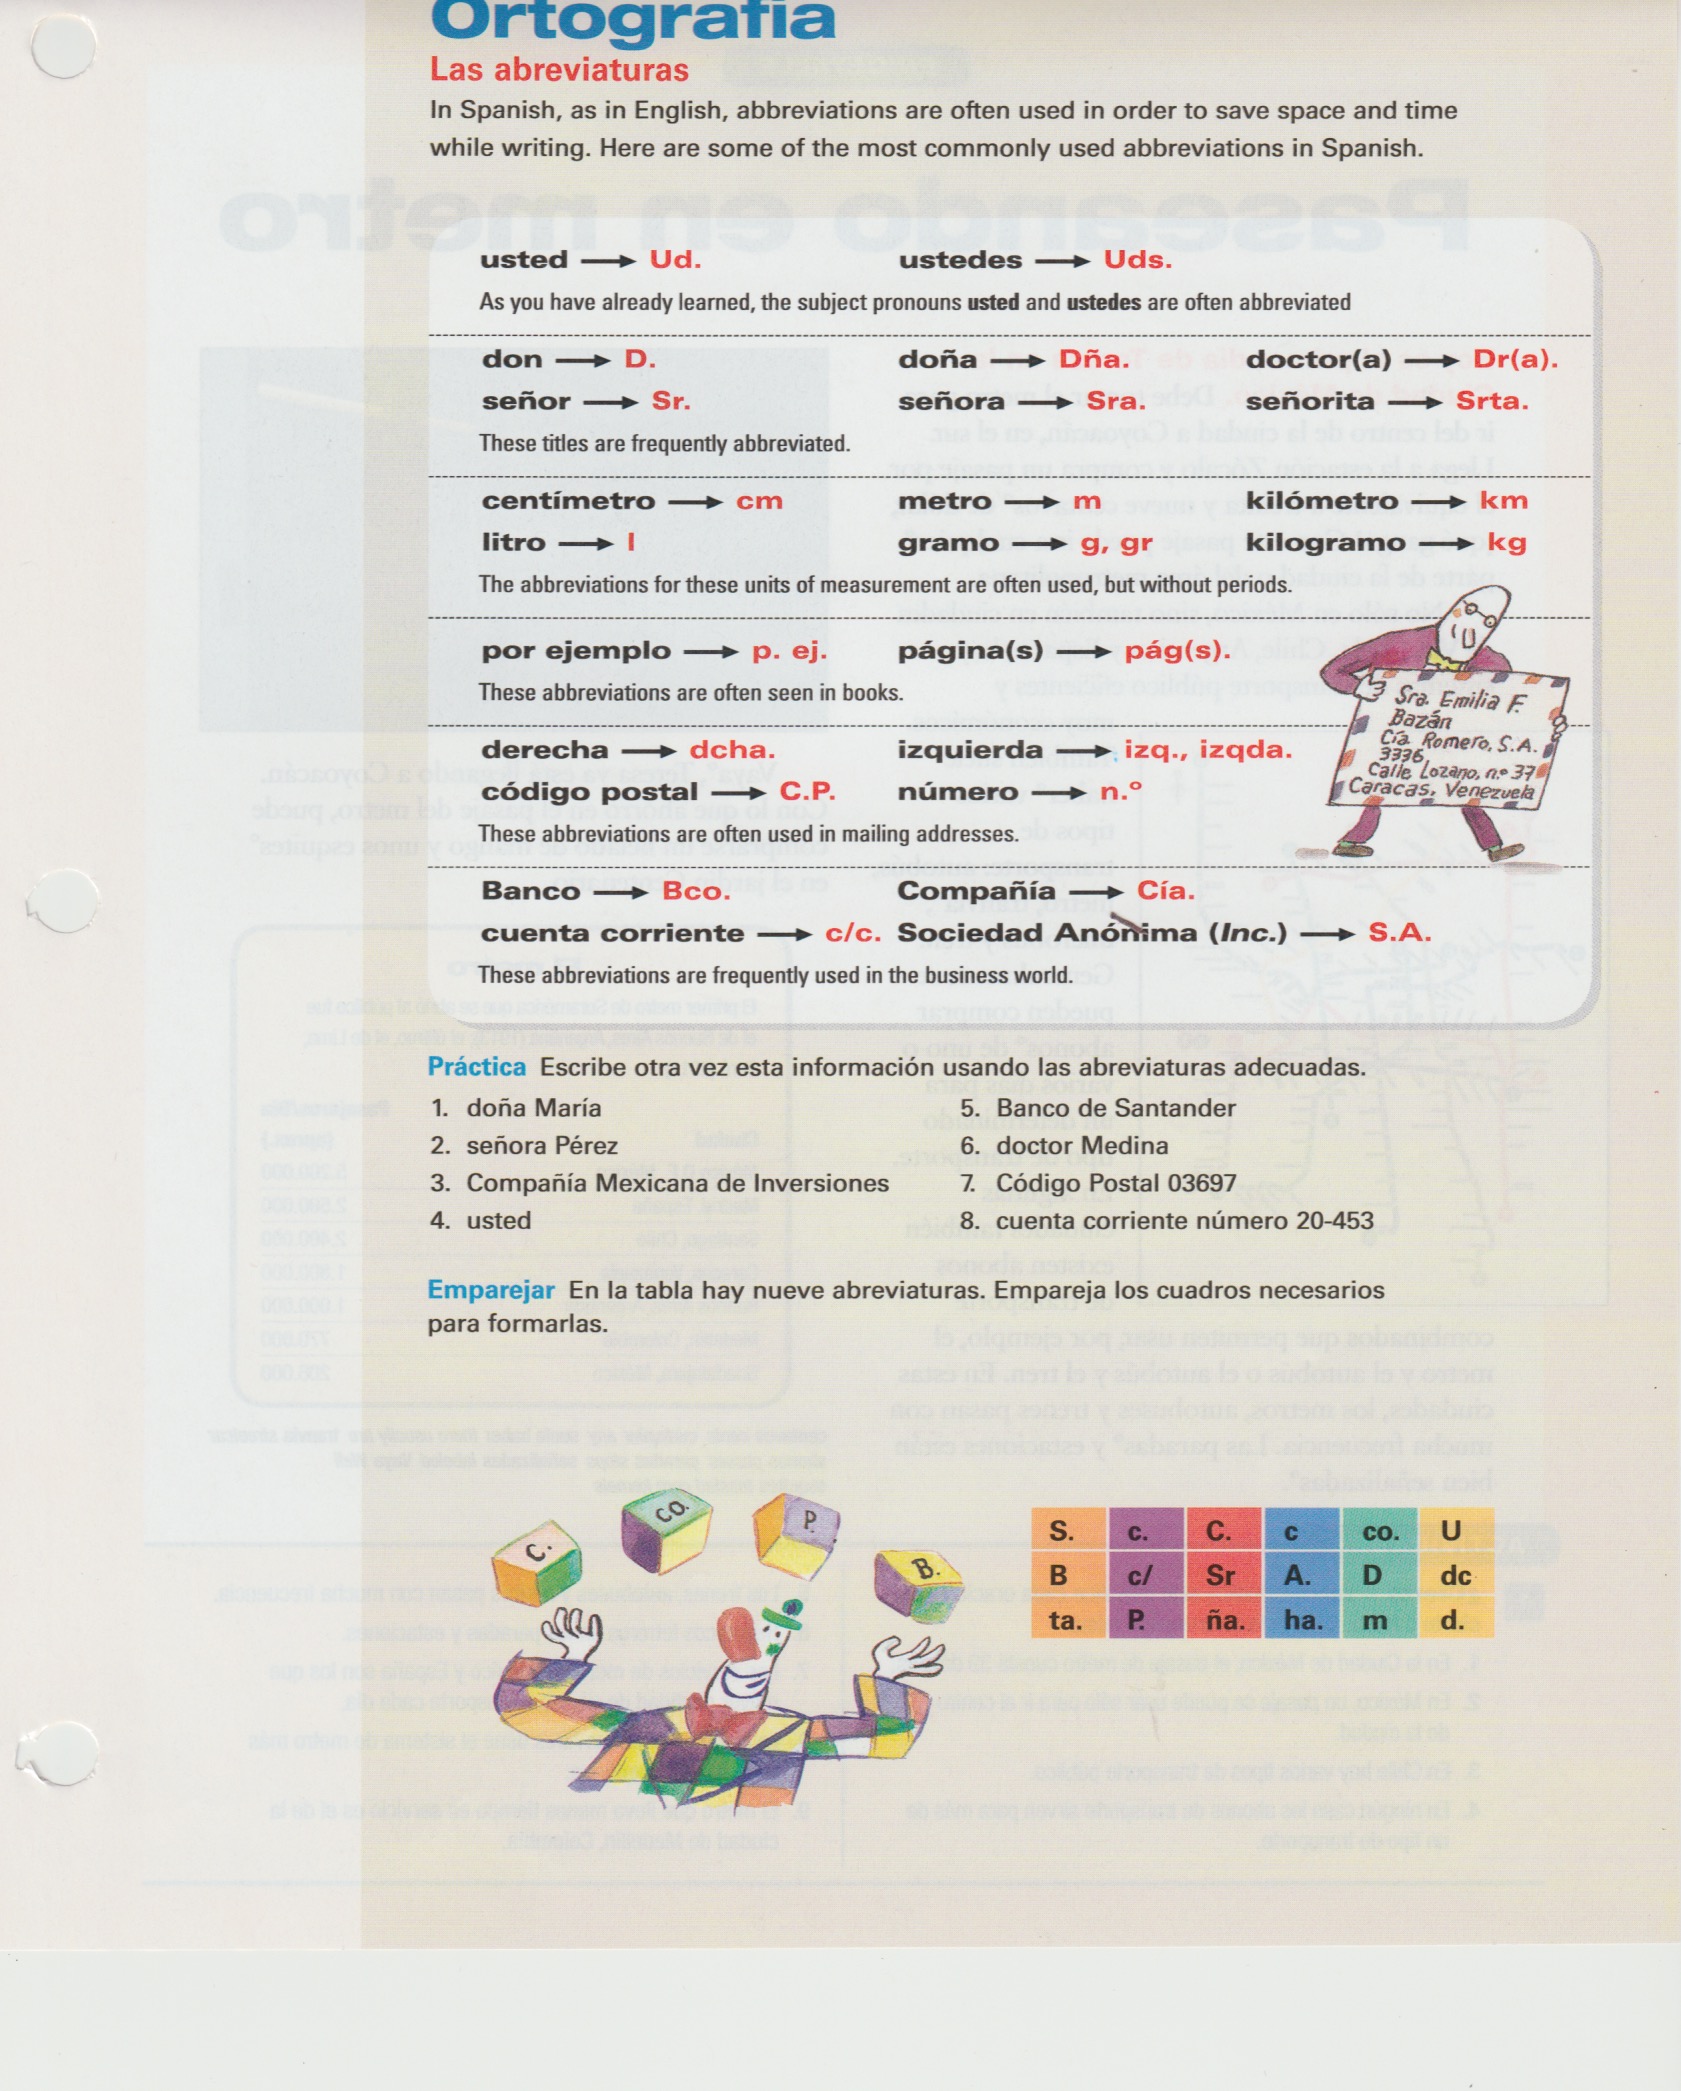 Ortografía
Las abreviaturas
In Spanish, as in English, abbreviations are often used in order to save space and time
while writing. Here are some of the most commonly used abbreviations in Spanish.
usted → Ud. ustedes → Uds.
As you have already learned, the subject pronouns usted and ustedes are often abbreviated
don → D. doña → Dña. doctor(a) → Dr(a).
señor → Sr. señora → Sra. señorita → Srta.
These titles are frequently abbreviated.
centímetro → cm metro → m kilómetro → km
litro → l gramo → g, gr kilogramo → kg
The abbreviations for these units of measurement are often used, but without periods.
por ejemplo → p. ej. página(s) → pág(s).
These abbreviations are often seen in books.
derecha → dcha. izquierda → izq., izqda.
código postal → C.P. número → n.º
These abbreviations are often used in mailing addresses.
Sra. Emilia F.
Bazán
Cía. Romero, S.A.
3336
Calle Lozano, n.º 37
Caracas, Venezuela
Banco → Bco. Compañía → Cía.
cuenta corriente → c/c. Sociedad Anónima (Inc.) → S.A.
These abbreviations are frequently used in the business world.
Práctica Escribe otra vez esta información usando las abreviaturas adecuadas.
1. doña María
2. señora Pérez
3. Compañía Mexicana de Inversiones
4. usted
5. Banco de Santander
6. doctor Medina
7. Código Postal 03697
8. cuenta corriente número 20-453
Emparejar En la tabla hay nueve abreviaturas. Empareja los cuadros necesarios
para formarlas.
C.
CO.
P.
B.
S. c. C. c co. U
B c/ Sr A. D dc
ta. P. ña. ha. m d.